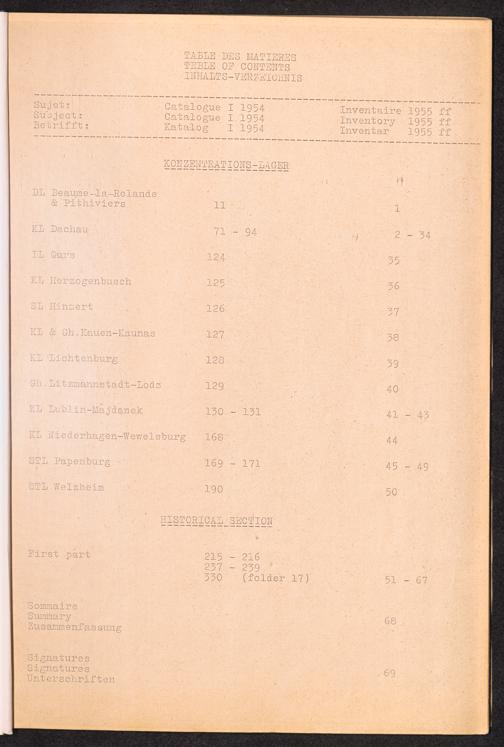 TABLE DES MATIERES
TEBLE OF CONTENTS
INHALTS-VERZEICHNIS
Sujet: Catalogue I 1954 Inventaire 1955 ff
Subject: Catalogue I 1954 Inventory 1955 ff
Betrifft: Katalog I 1954 Inventar 1955 ff
KONZENTRATIONS-LAGER
DL Beaume-la-Rolande
& Pithiviers 11 1
KL Dachau 71 - 94 2 - 34
IL Gurs 124 35
KL Herzogenbusch 125 36
SL Hinzert 126 37
KL & Gh.Kauen-Kaunas 127 38
KL Lichtenburg 128 39
Gh.Litzmannstadt-Lodz 129 40
KL Lublin-Majdanek 130 - 131 41 - 43
KL Niederhagen-Wewelsburg 168 44
STL Papenburg 169 - 171 45 - 49
STL Welzheim 190 50
HISTORICAL SECTION
First part 215 - 216
237 - 239
330 (folder 17) 51 - 67
Sommaire
Summary 68
Zusammenfassung
Signatures
Signatures 69
Unterschriften